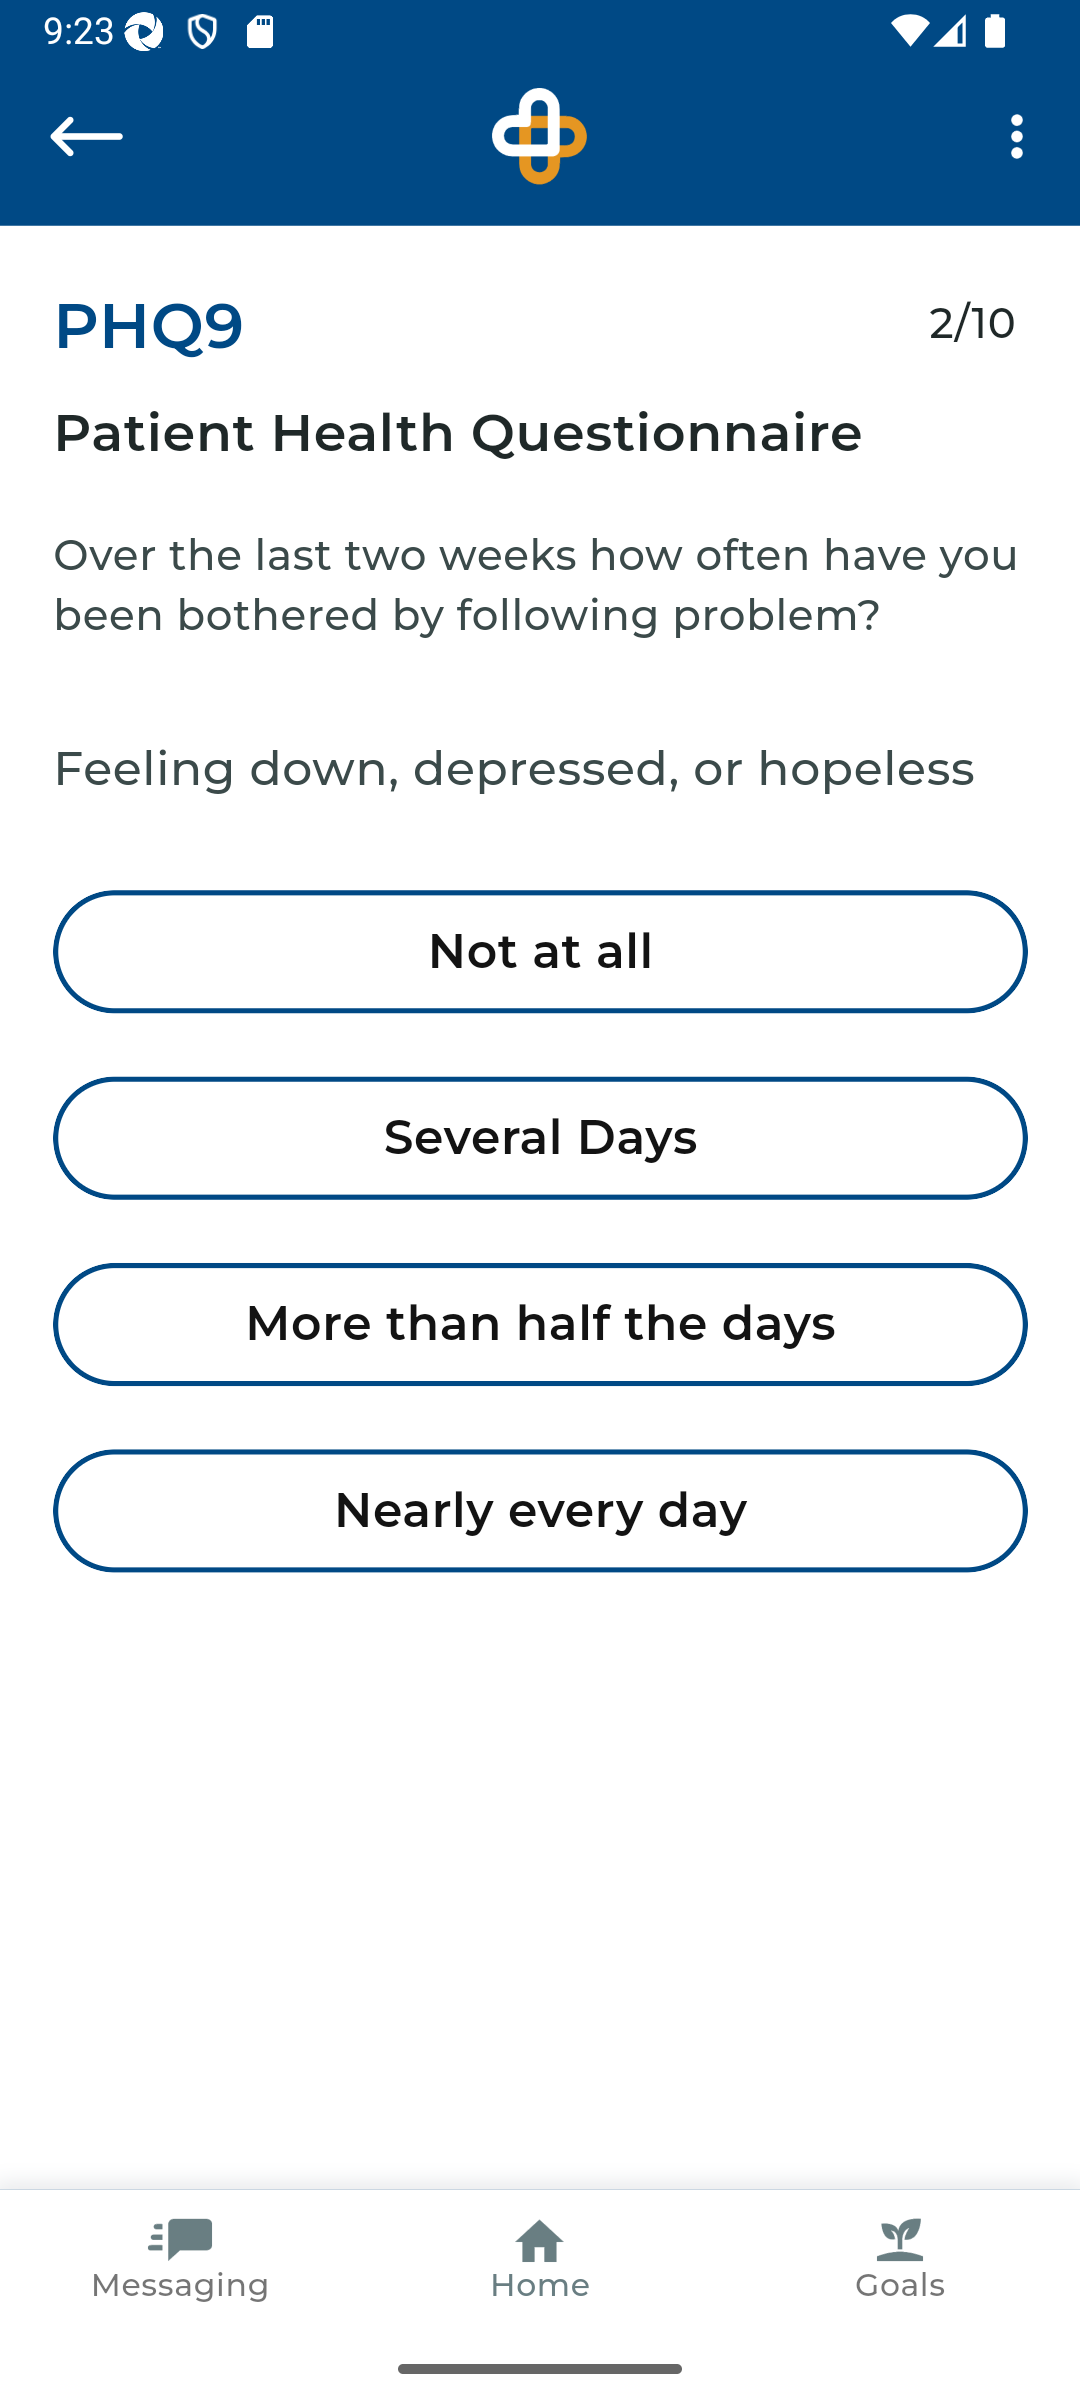 9:23
PHQ9
2/10
Patient Health Questionnaire
Over the last two weeks how often have you
been bothered by following problem?
Feeling down, depressed, or hopeless
Not at all
Several Days
More than half the days
Nearly every day
Messaging
Home
Goals